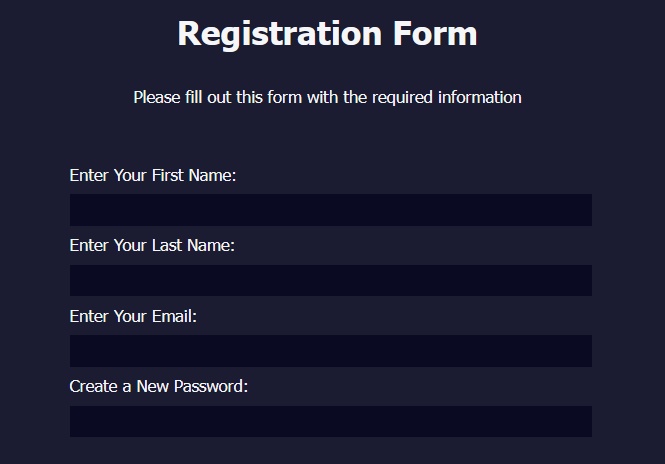 Registration Form
Please fill out this form with the required information
Enter Your First Name:
Enter Your Last Name:
Enter Your Email:
Create a New Password: